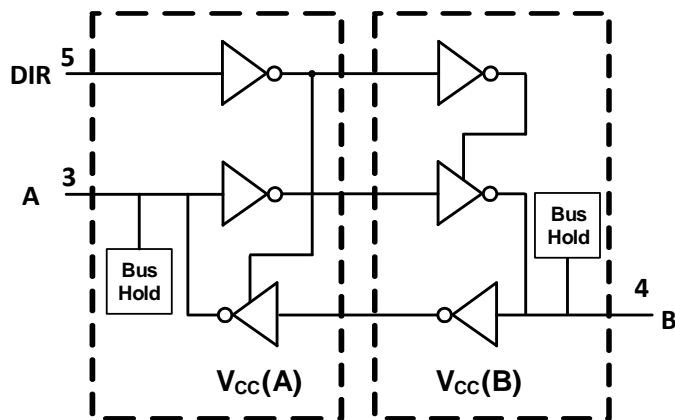 DIR 5
A 3
Bus
Hold
Bus
Hold
4
B
VCC(A)
VCC(B)